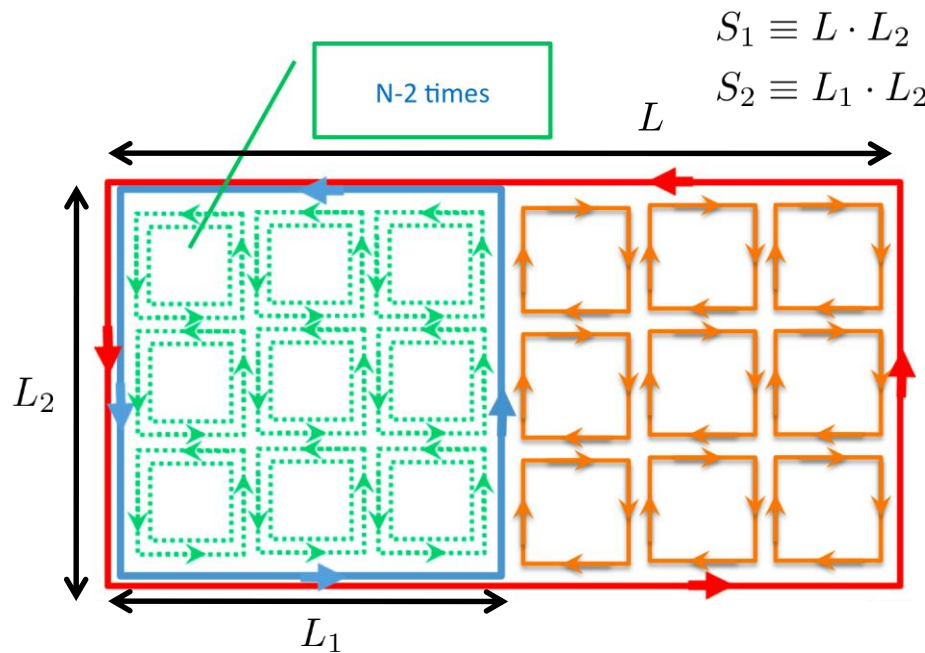 S₁ ≡ L · L₂
N-2 times
S₂ ≡ L₁ · L₂
L
L₂
L₁